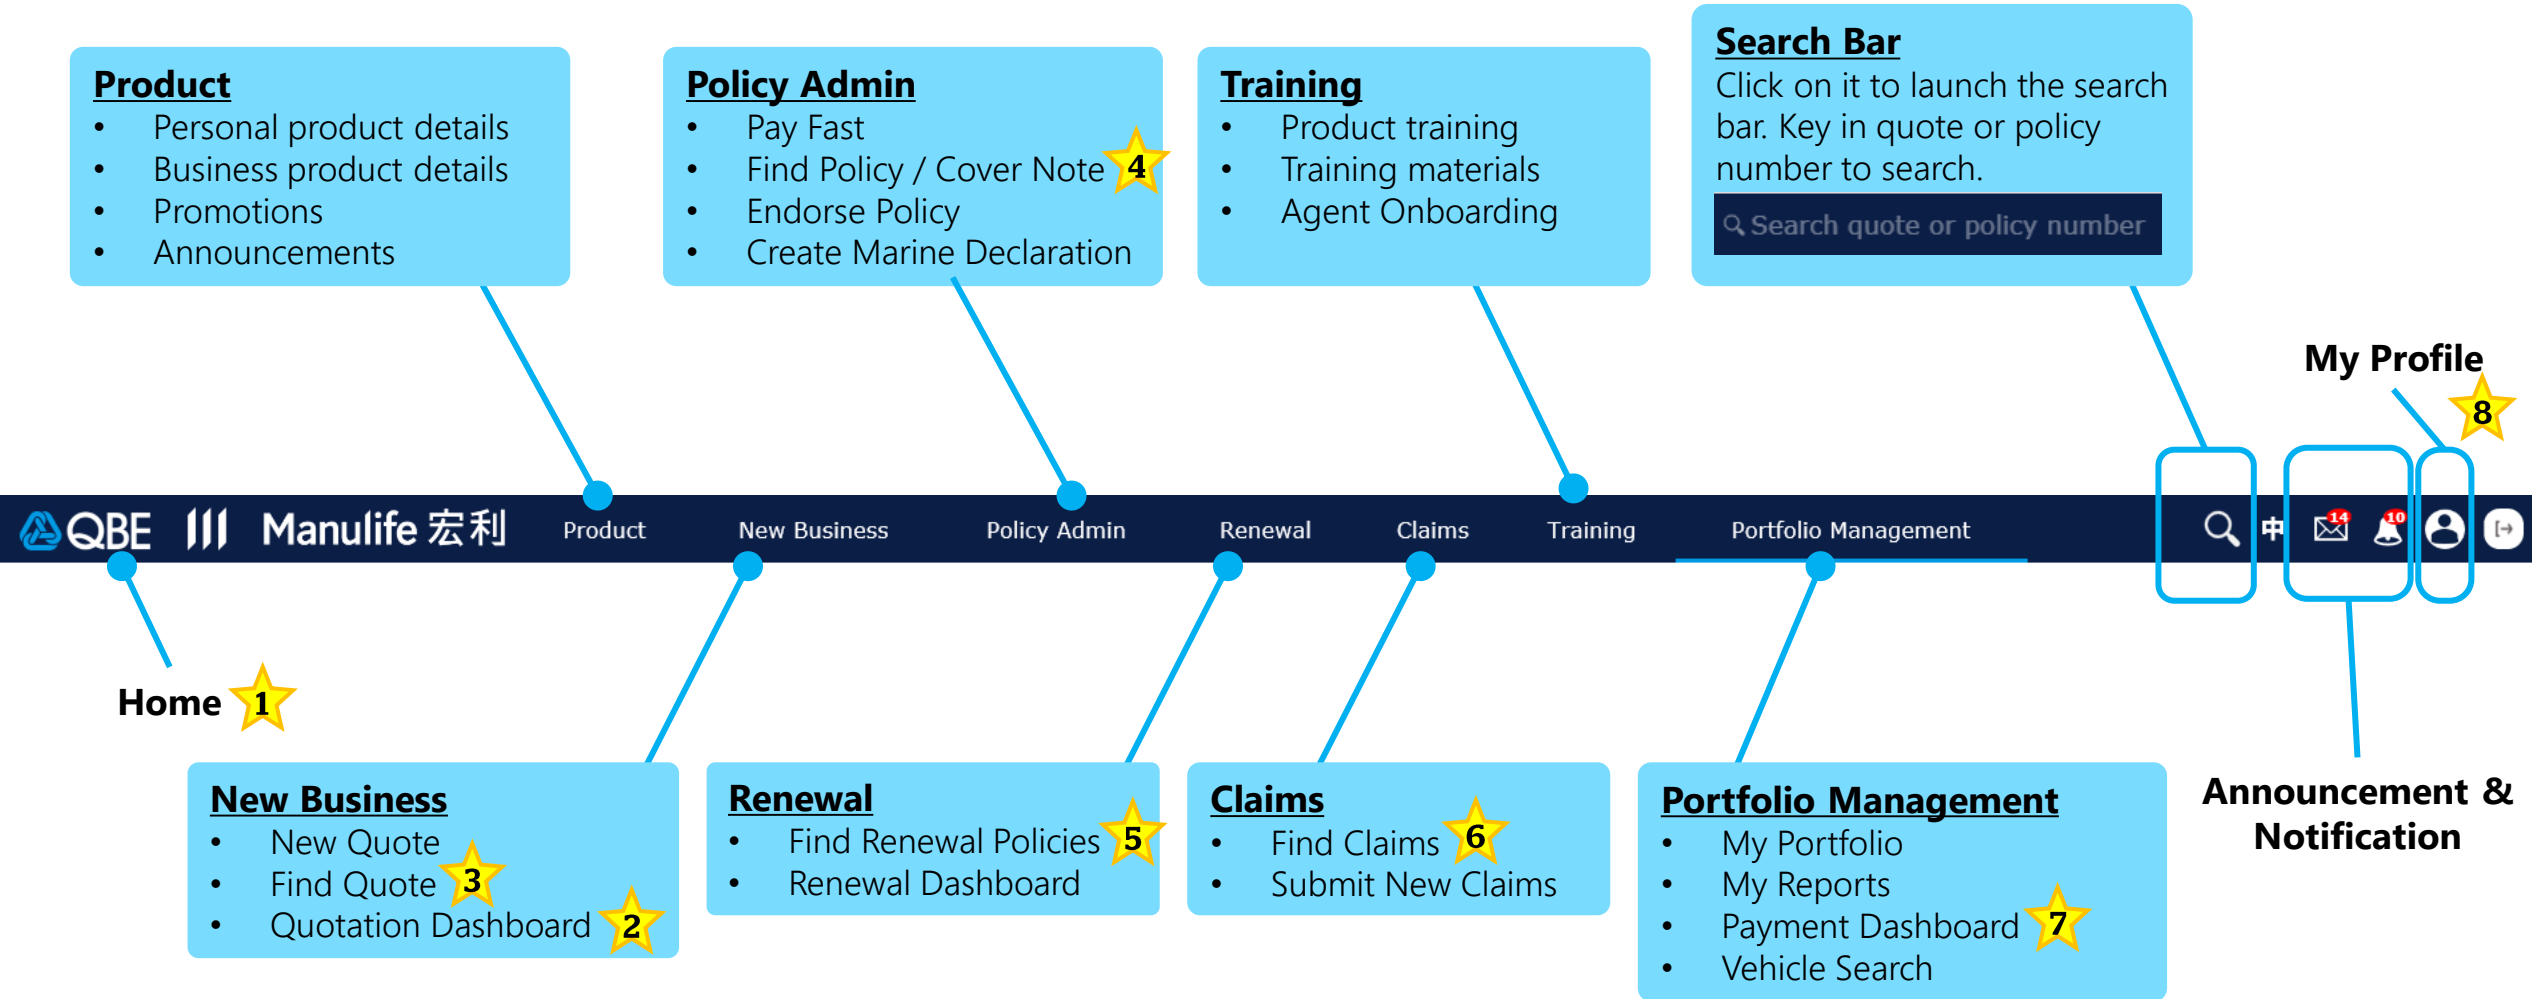 Product
• Personal product details
• Business product details
• Promotions
• Announcements
Policy Admin
• Pay Fast
• Find Policy / Cover Note 4
• Endorse Policy
• Create Marine Declaration
Training
• Product training
• Training materials
• Agent Onboarding
Search Bar
Click on it to launch the search
bar. Key in quote or policy
number to search.
Search quote or policy number
My Profile
8
QBE Manulife 宏利 Product New Business Policy Admin Renewal Claims Training Portfolio Management 中 14 10
Home 1
New Business
• New Quote
• Find Quote 3
• Quotation Dashboard 2
Renewal
• Find Renewal Policies 5
• Renewal Dashboard
Claims
• Find Claims 6
• Submit New Claims
Portfolio Management
• My Portfolio
• My Reports
• Payment Dashboard 7
• Vehicle Search
Announcement &
Notification